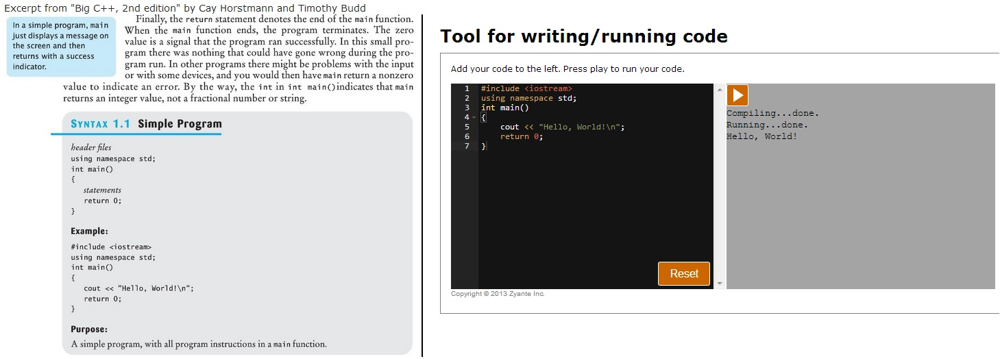 Excerpt from "Big C++, 2nd edition" by Cay Horstmann and Timothy Budd
In a simple program, main
just displays a message on
the screen and then
returns with a success
indicator.
Finally, the return statement denotes the end of the main function.
When the main function ends, the program terminates. The zero
value is a signal that the program ran successfully. In this small pro-
gram there was nothing that could have gone wrong during the pro-
gram run. In other programs there might be problems with the input
or with some devices, and you would then have main return a nonzero
value to indicate an error. By the way, the int in int main()indicates that main
returns an integer value, not a fractional number or string.
SYNTAX 1.1 Simple Program
header files
using namespace std;
int main()
{
statements
return 0;
}
Example:
#include <iostream>
using namespace std;
int main()
{
cout << "Hello, World!\n";
return 0;
}
Purpose:
A simple program, with all program instructions in a main function.
Tool for writing/running code
Add your code to the left. Press play to run your code.
1 #include <iostream>
2 using namespace std;
3 int main()
4 {
5 cout << "Hello, World!\n";
6 return 0;
7 }
Reset
Compiling...done.
Running...done.
Hello, World!
Copyright © 2013 Zyante Inc.